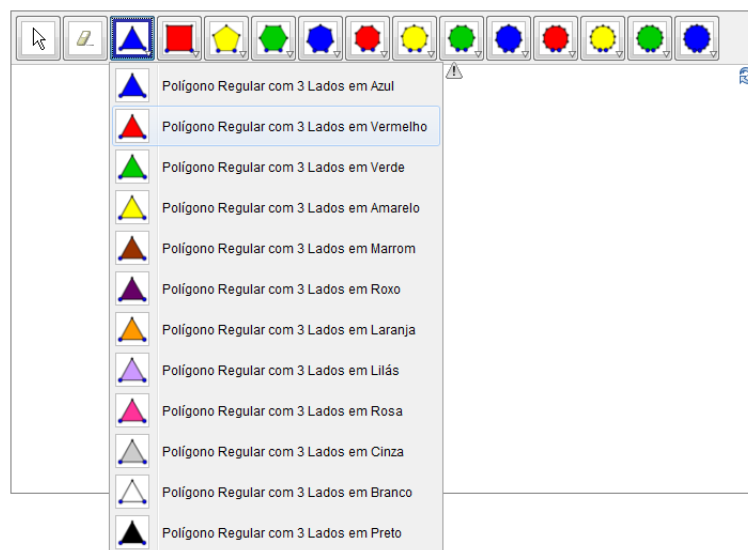 Polígono Regular com 3 Lados em Azul
Polígono Regular com 3 Lados em Vermelho
Polígono Regular com 3 Lados em Verde
Polígono Regular com 3 Lados em Amarelo
Polígono Regular com 3 Lados em Marrom
Polígono Regular com 3 Lados em Roxo
Polígono Regular com 3 Lados em Laranja
Polígono Regular com 3 Lados em Lilás
Polígono Regular com 3 Lados em Rosa
Polígono Regular com 3 Lados em Cinza
Polígono Regular com 3 Lados em Branco
Polígono Regular com 3 Lados em Preto